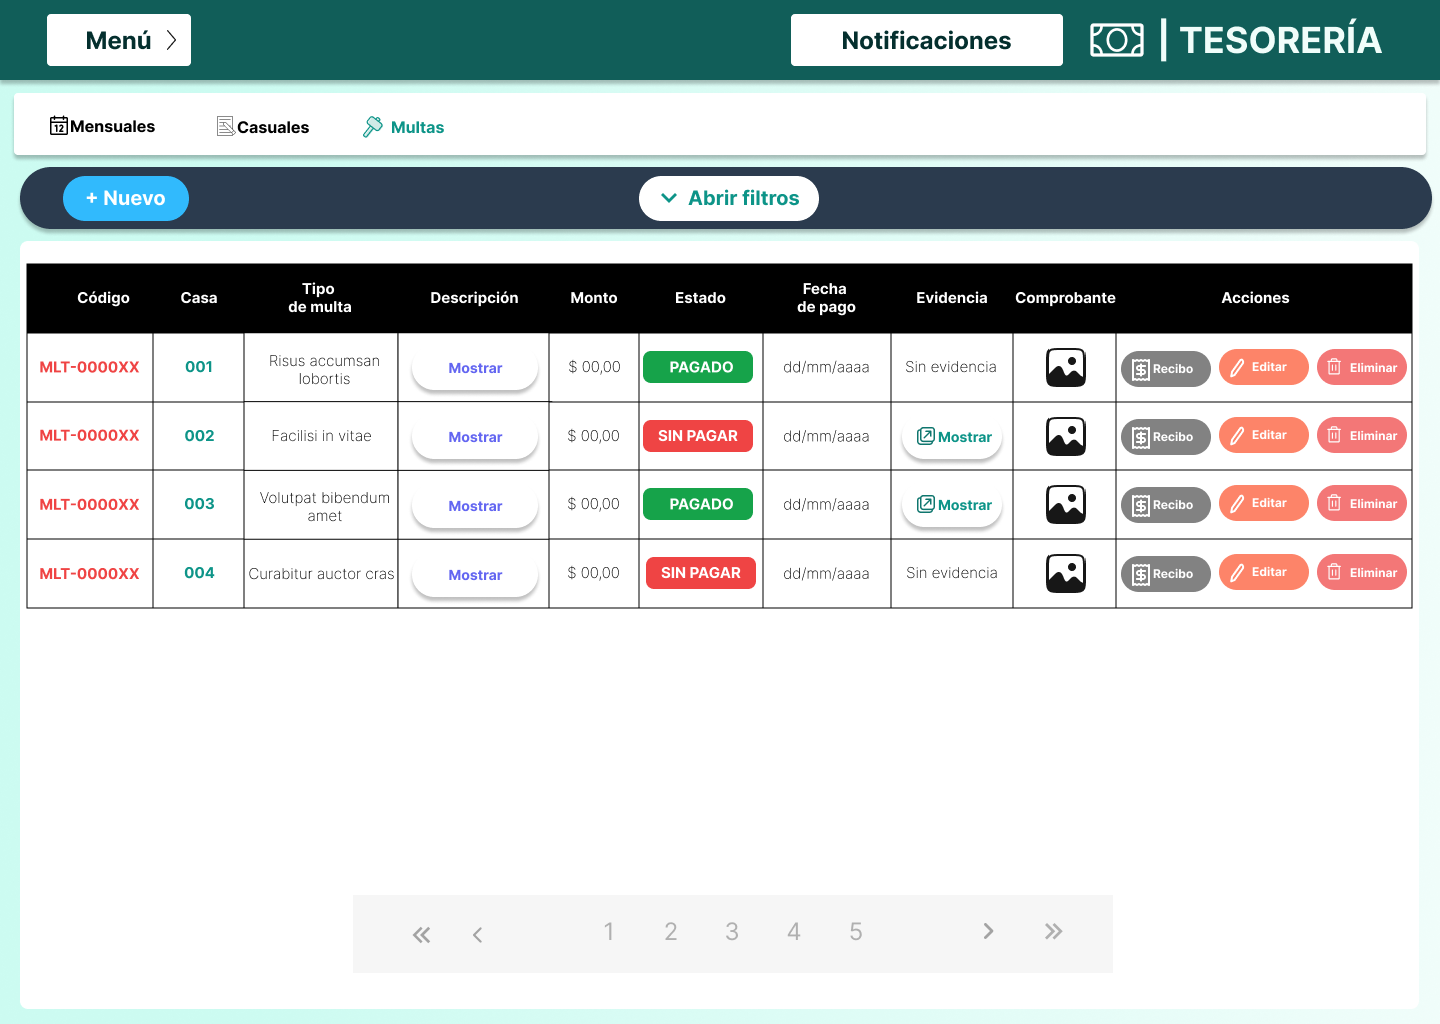 Menú
Notificaciones
| TESORERÍA
12
Mensuales
Casuales
Multas
+ Nuevo
Abrir filtros
Código
Casa
Tipo
de multa
Descripción
Monto
Estado
Fecha
de pago
Evidencia
Comprobante
Acciones
MLT-0000XX
001
Risus accumsan
lobortis
Mostrar
$ 00,00
PAGADO
dd/mm/aaaa
Sin evidencia
$
Recibo
Editar
Eliminar
MLT-0000XX
002
Facilisi in vitae
Mostrar
$ 00,00
SIN PAGAR
dd/mm/aaaa
Mostrar
$
Recibo
Editar
Eliminar
MLT-0000XX
003
Volutpat bibendum
amet
Mostrar
$ 00,00
PAGADO
dd/mm/aaaa
Mostrar
$
Recibo
Editar
Eliminar
MLT-0000XX
004
Curabitur auctor cras
Mostrar
$ 00,00
SIN PAGAR
dd/mm/aaaa
Sin evidencia
$
Recibo
Editar
Eliminar
« ‹ 1 2 3 4 5 › »